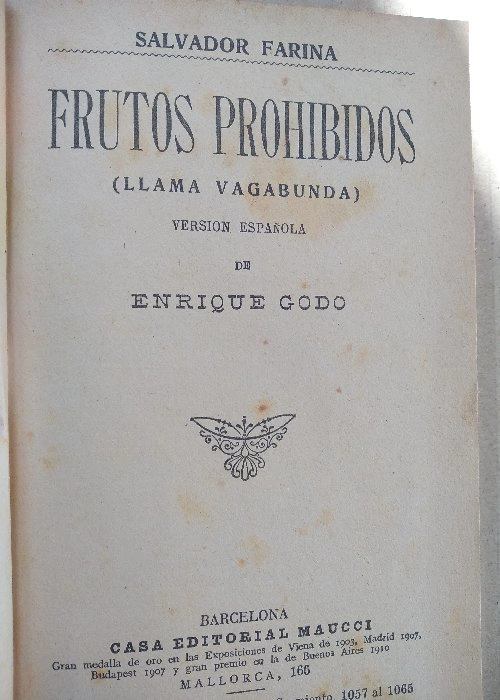 SALVADOR FARINA
FRUTOS PROHIBIDOS
(LLAMA VAGABUNDA)
VERSION ESPAÑOLA
DE
ENRIQUE GODO
BARCELONA
CASA EDITORIAL MAUCCI
Gran medalla de oro en las Exposiciones de Viena de 1903, Madrid 1907,
Budapest 1907 y gran premio en la de Buenos Aires 1910
MALLORCA, 166
1057 al 1065